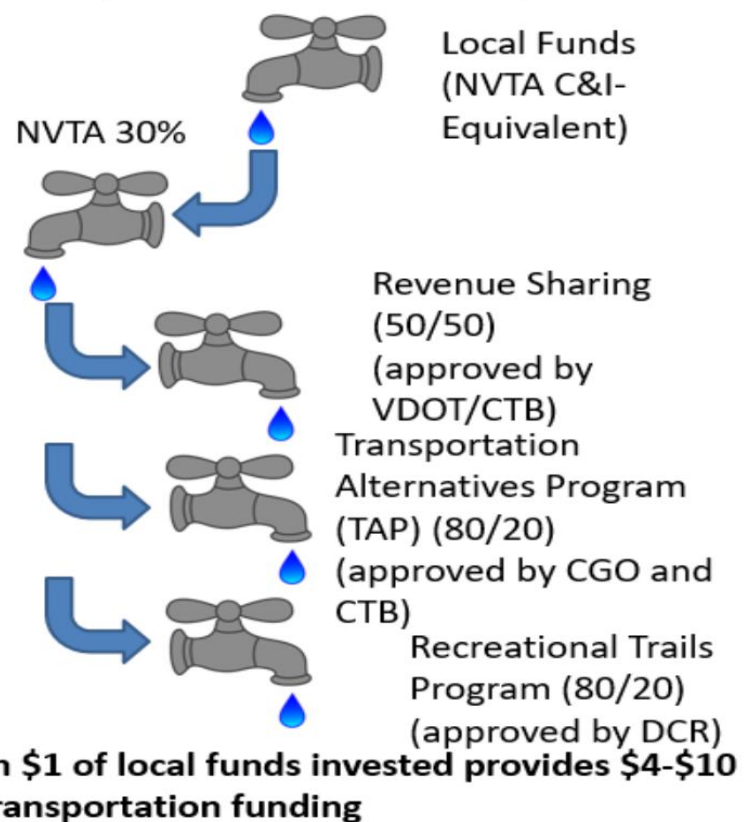 Local Funds
(NVTA C&I-
Equivalent)
NVTA 30%
Revenue Sharing
(50/50)
(approved by
VDOT/CTB)
Transportation
Alternatives Program
(TAP) (80/20)
(approved by CGO and
CTB)
Recreational Trails
Program (80/20)
(approved by DCR)
$1 of local funds invested provides $4-$10
transportation funding